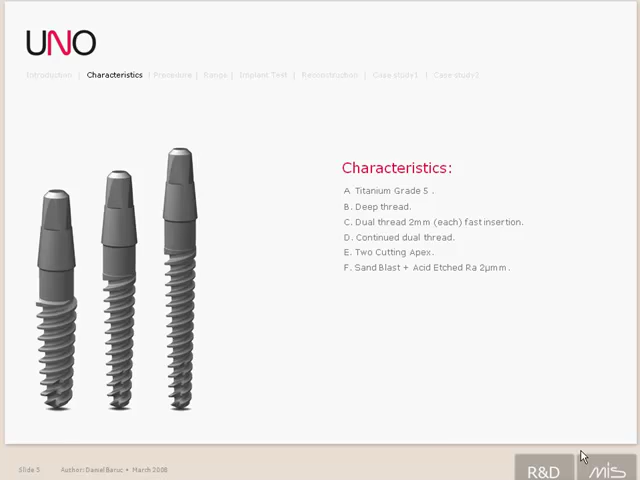 UNO
Introduction | Characteristics | Procedure | Range | Implant Tool | Reconstruction | Case study1 | Case study2
Characteristics:
A Titanium Grade 5 .
B. Deep thread.
C. Dual thread 2mm (each) fast insertion.
D. Continued dual thread.
E. Two Cutting Apex.
F. Sand Blast + Acid Etched Ra 2µmm.
Slide 5 Author: Daniel Baruc • March 2008
R&D MIS